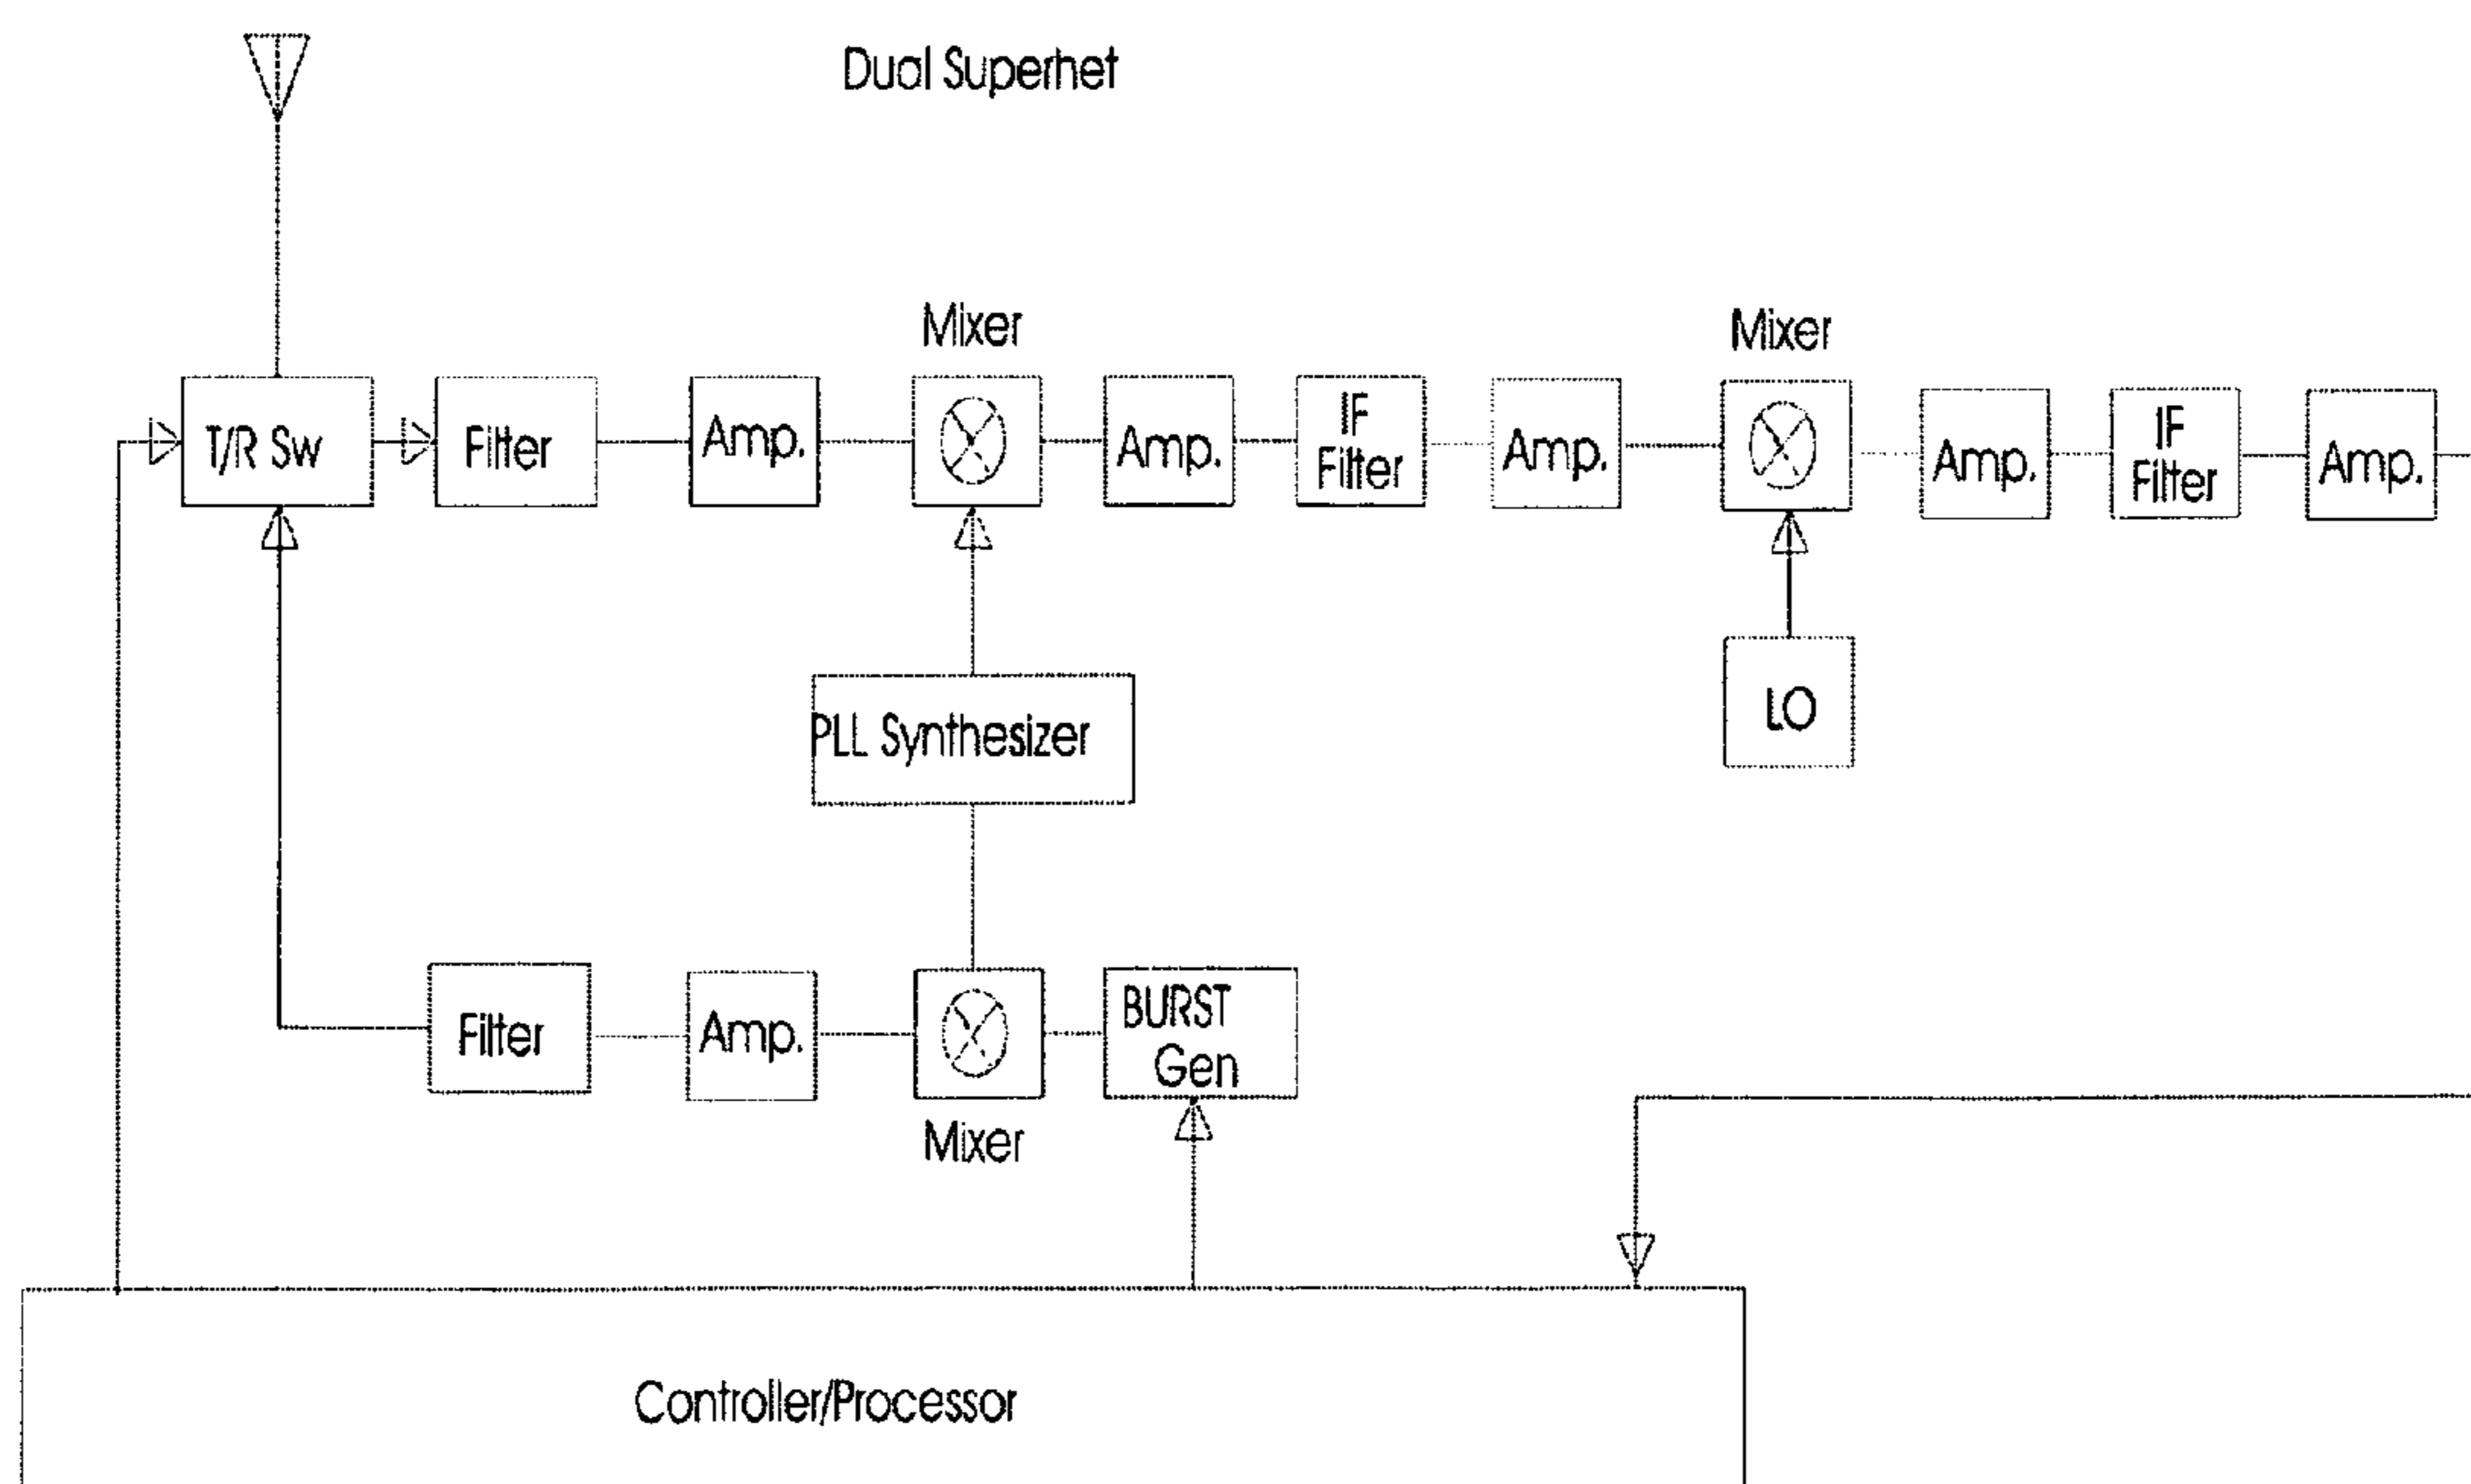 Dual Superhet
Mixer
Mixer
T/R Sw
Filter
Amp.
Amp.
IF
Filter
Amp.
Amp.
IF
Filter
Amp.
PLL Synthesizer
LO
Filter
Amp.
BURST
Gen
Mixer
Controller/Processor